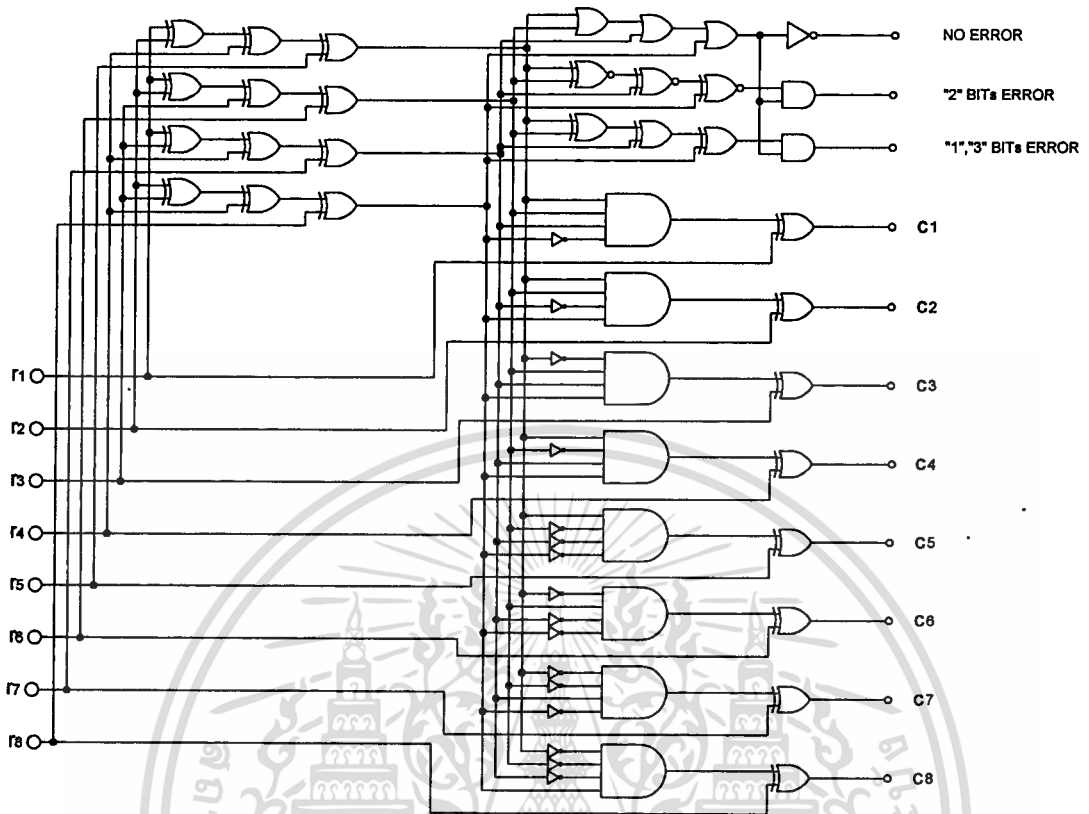 NO ERROR
"2" BITs ERROR
"1","3" BITs ERROR
C1
C2
C3
C4
C5
C6
C7
C8
r1
r2
r3
r4
r5
r6
r7
r8